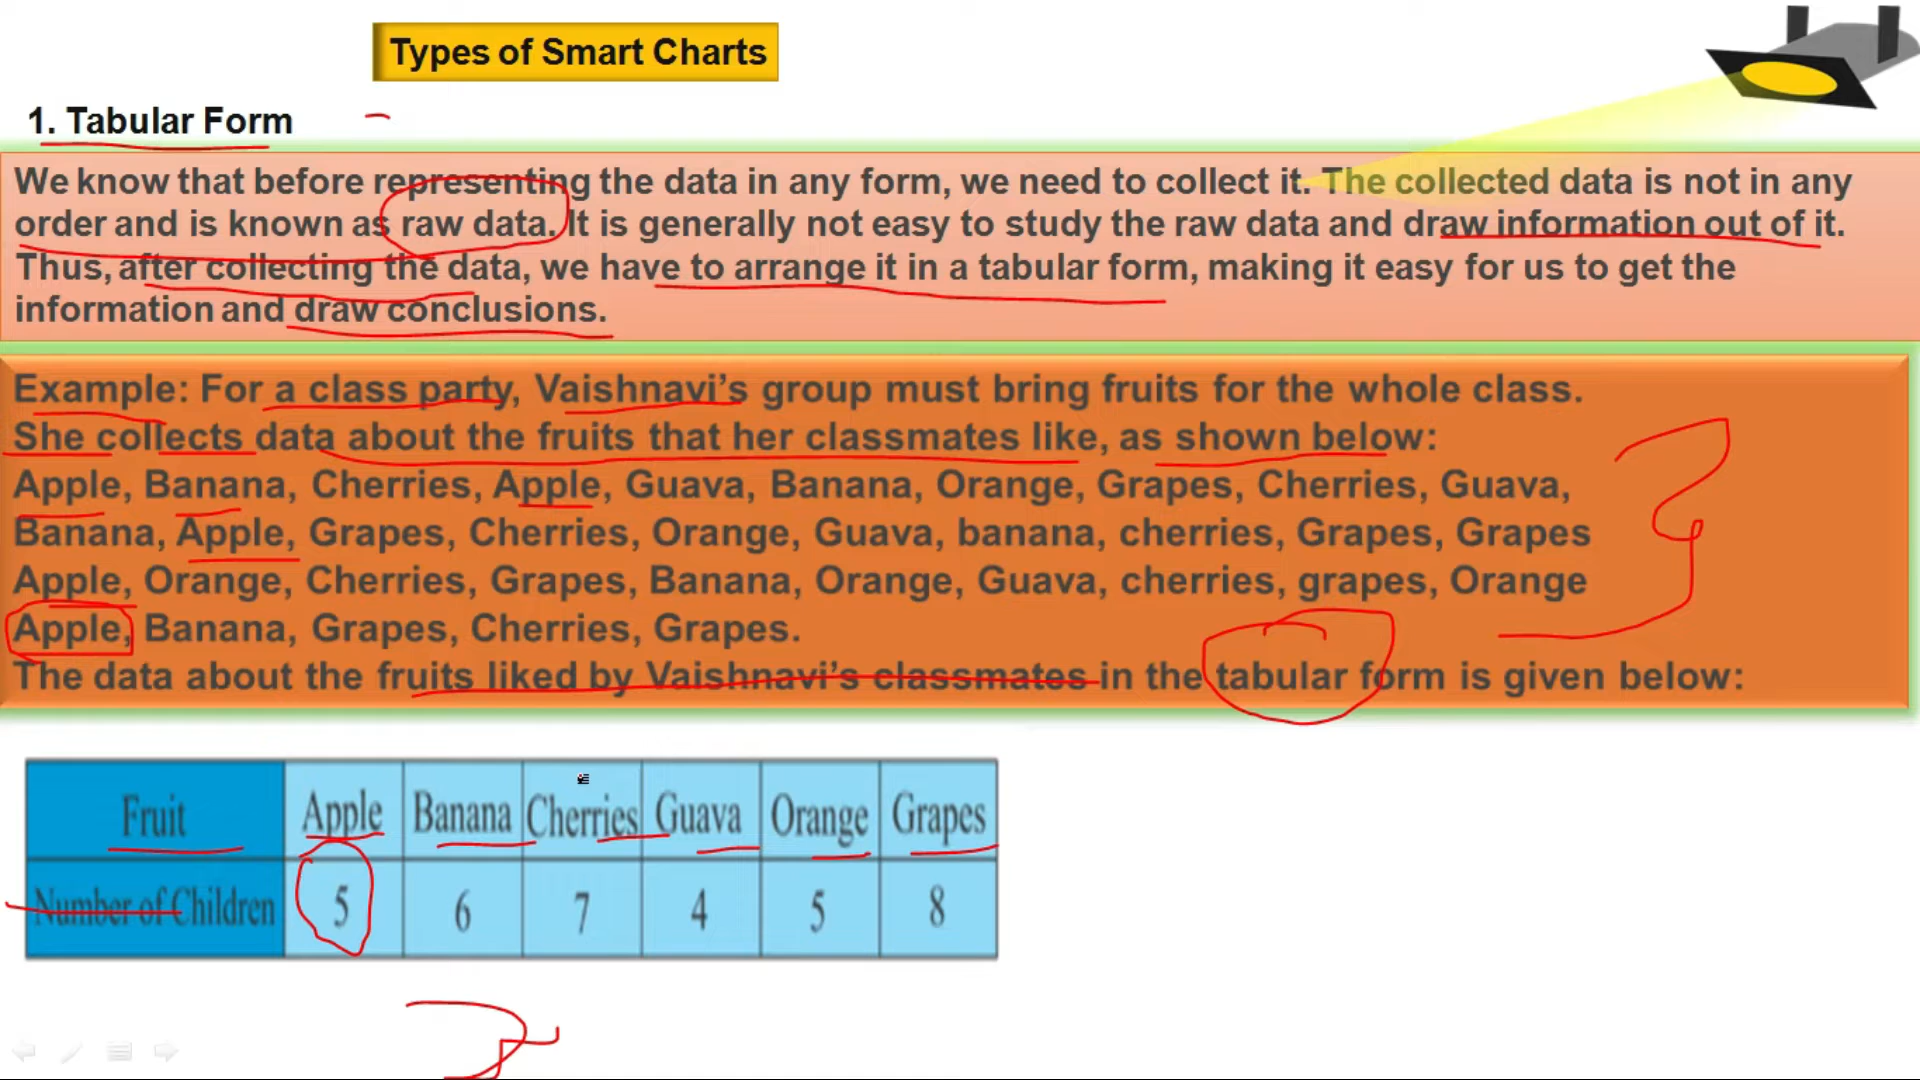 Types of Smart Charts
1. Tabular Form
We know that before representing the data in any form, we need to collect it. The collected data is not in any
order and is known as raw data. It is generally not easy to study the raw data and draw information out of it.
Thus, after collecting the data, we have to arrange it in a tabular form, making it easy for us to get the
information and draw conclusions.
Example: For a class party, Vaishnavi's group must bring fruits for the whole class.
She collects data about the fruits that her classmates like, as shown below:
Apple, Banana, Cherries, Apple, Guava, Banana, Orange, Grapes, Cherries, Guava,
Banana, Apple, Grapes, Cherries, Orange, Guava, banana, cherries, Grapes, Grapes
Apple, Orange, Cherries, Grapes, Banana, Orange, Guava, cherries, grapes, Orange
Apple, Banana, Grapes, Cherries, Grapes.
The data about the fruits liked by Vaishnavi's classmates in the tabular form is given below:
Fruit Apple Banana Cherries Guava Orange Grapes
Number of Children 5 6 7 4 5 8